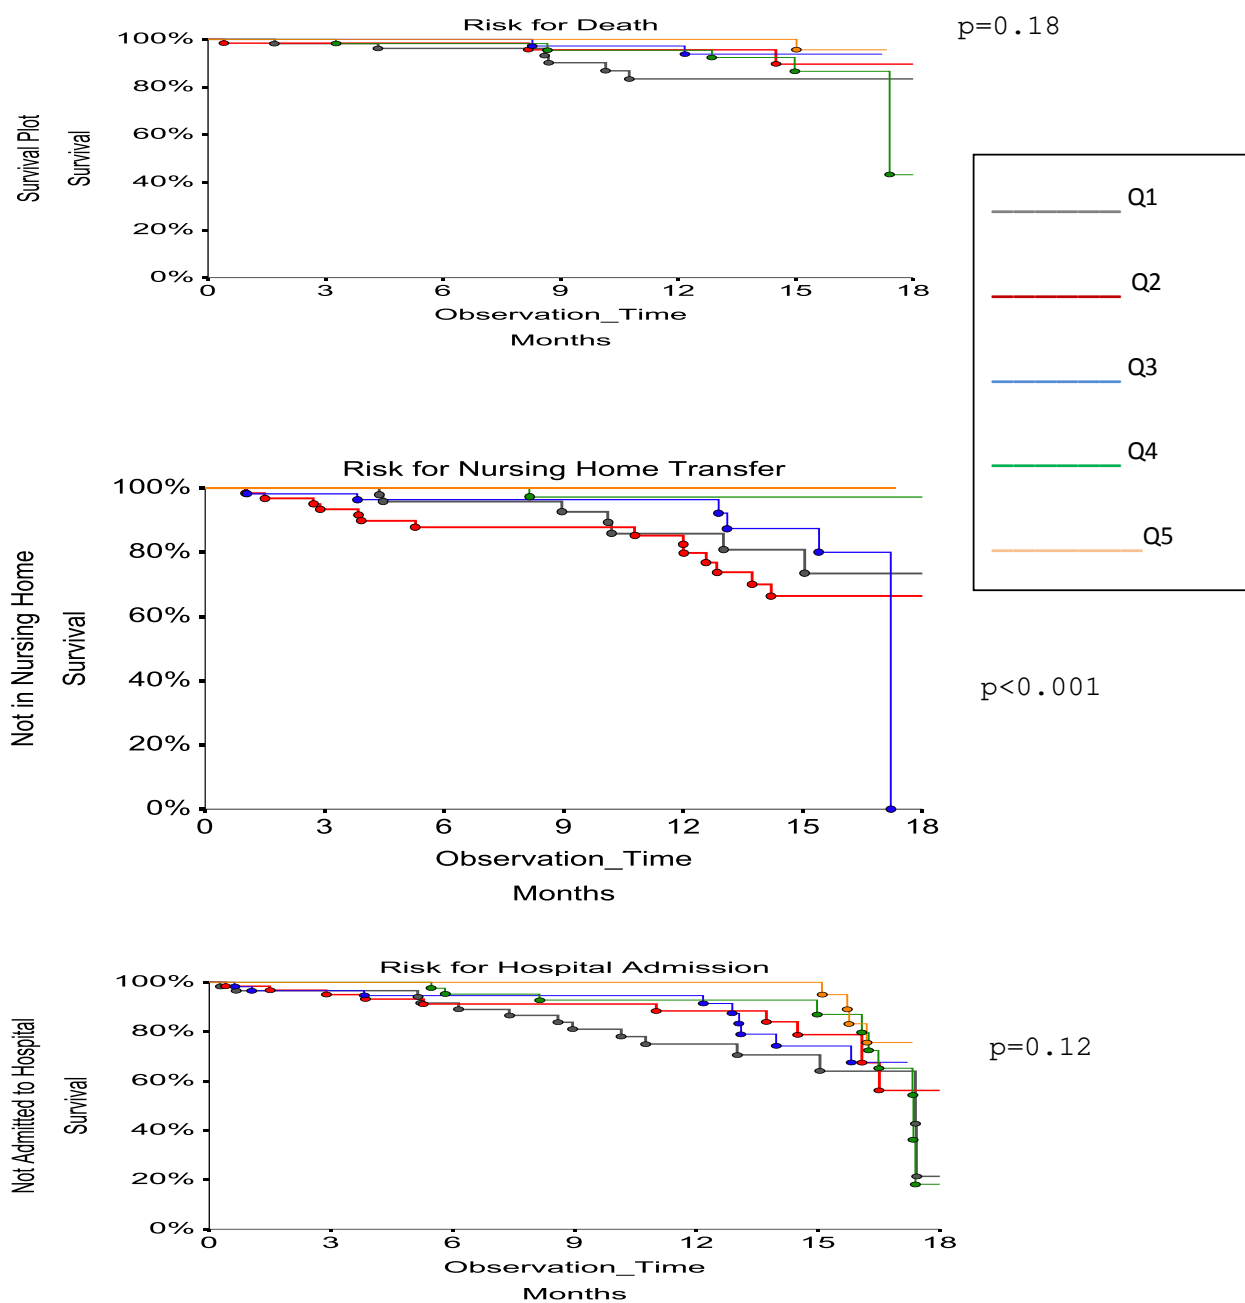 Risk for Death
p=0.18
Survival Plot
Survival
100%
80%
60%
40%
20%
0%
0 3 6 9 12 15 18
Observation_Time
Months
Q1
Q2
Q3
Q4
Q5
Risk for Nursing Home Transfer
Not in Nursing Home
Survival
100%
80%
60%
40%
20%
0%
0 3 6 9 12 15 18
Observation_Time
Months
p<0.001
Risk for Hospital Admission
Not Admitted to Hospital
Survival
100%
80%
60%
40%
20%
0%
0 3 6 9 12 15 18
Observation_Time
Months
p=0.12